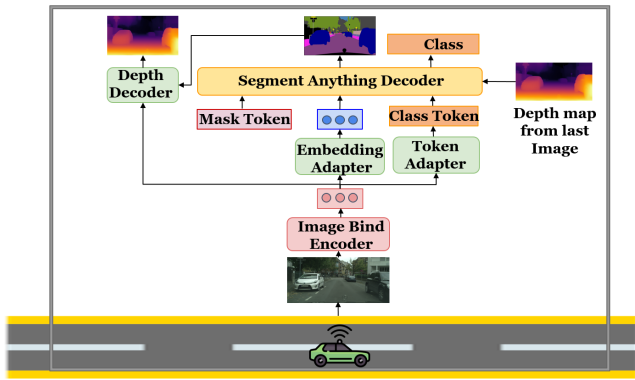 Class
Depth
Decoder
Segment Anything Decoder
Mask Token
Class Token
Depth map
from last
Image
Embedding
Adapter
Token
Adapter
Image Bind
Encoder